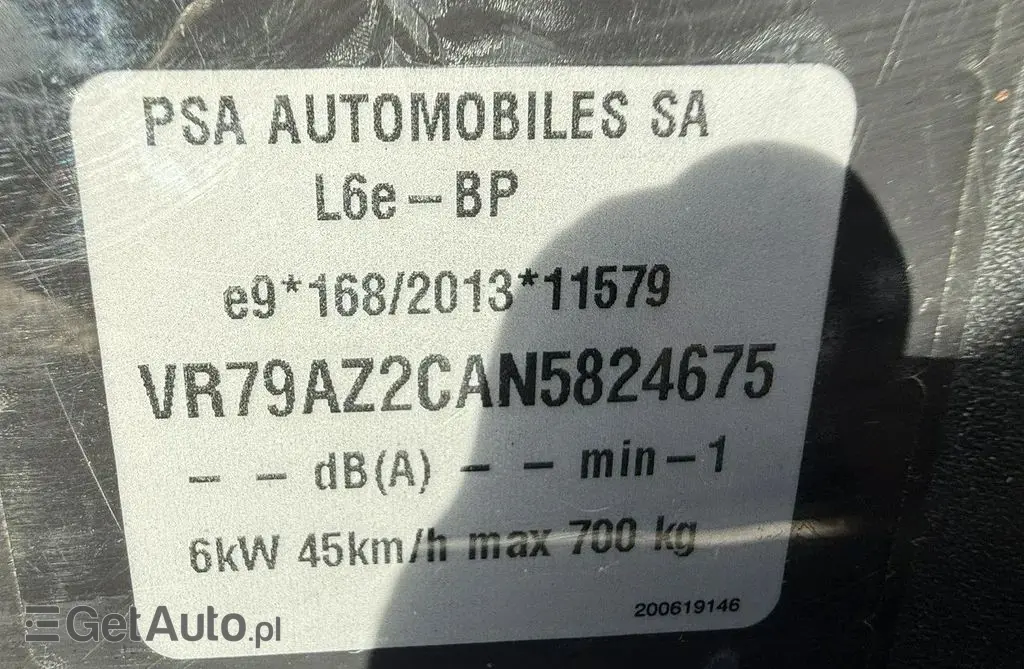 PSA AUTOMOBILES SA
L6e-BP
e9*168/2013*11579
VR79AZ2CAN5824675
- - dB(A) - - min-1
6kW 45km/h max 700 kg
200619146
GetAuto.pl